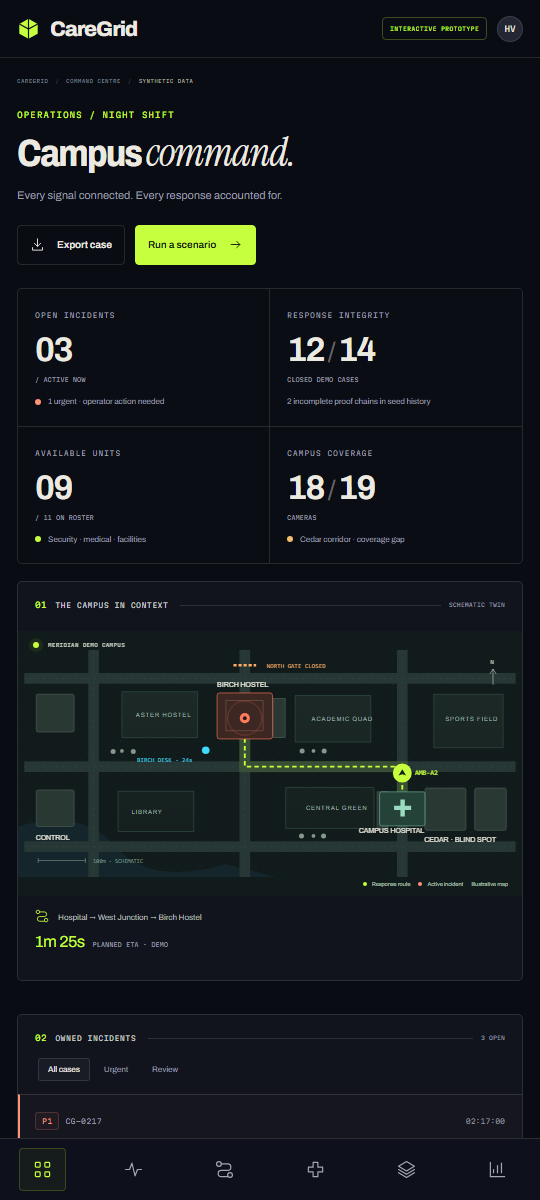 CareGrid
INTERACTIVE PROTOTYPE
HV
CAREGRID / COMMAND CENTRE / SYNTHETIC DATA
OPERATIONS / NIGHT SHIFT
Campus command.
Every signal connected. Every response accounted for.
Export case
Run a scenario →
OPEN INCIDENTS
03
/ ACTIVE NOW
1 urgent · operator action needed
RESPONSE INTEGRITY
12/14
CLOSED DEMO CASES
2 incomplete proof chains in seed history
AVAILABLE UNITS
09
/ 11 ON ROSTER
Security · medical · facilities
CAMPUS COVERAGE
18/19
CAMERAS
Cedar corridor · coverage gap
01 THE CAMPUS IN CONTEXT
SCHEMATIC TWIN
MERIDIAN DEMO CAMPUS
NORTH GATE CLOSED
N
BIRCH HOSTEL
ASTER HOSTEL
ACADEMIC QUAD
SPORTS FIELD
BIRCH DESK · 24s
AMB-A2
LIBRARY
CENTRAL GREEN
CAMPUS HOSPITAL
CONTROL
CEDAR · BLIND SPOT
100m · SCHEMATIC
Response route
Active incident
Illustrative map
Hospital → West Junction → Birch Hostel
1m 25s PLANNED ETA · DEMO
02 OWNED INCIDENTS
3 OPEN
All cases
Urgent
Review
P1 CG-0217
02:17:00